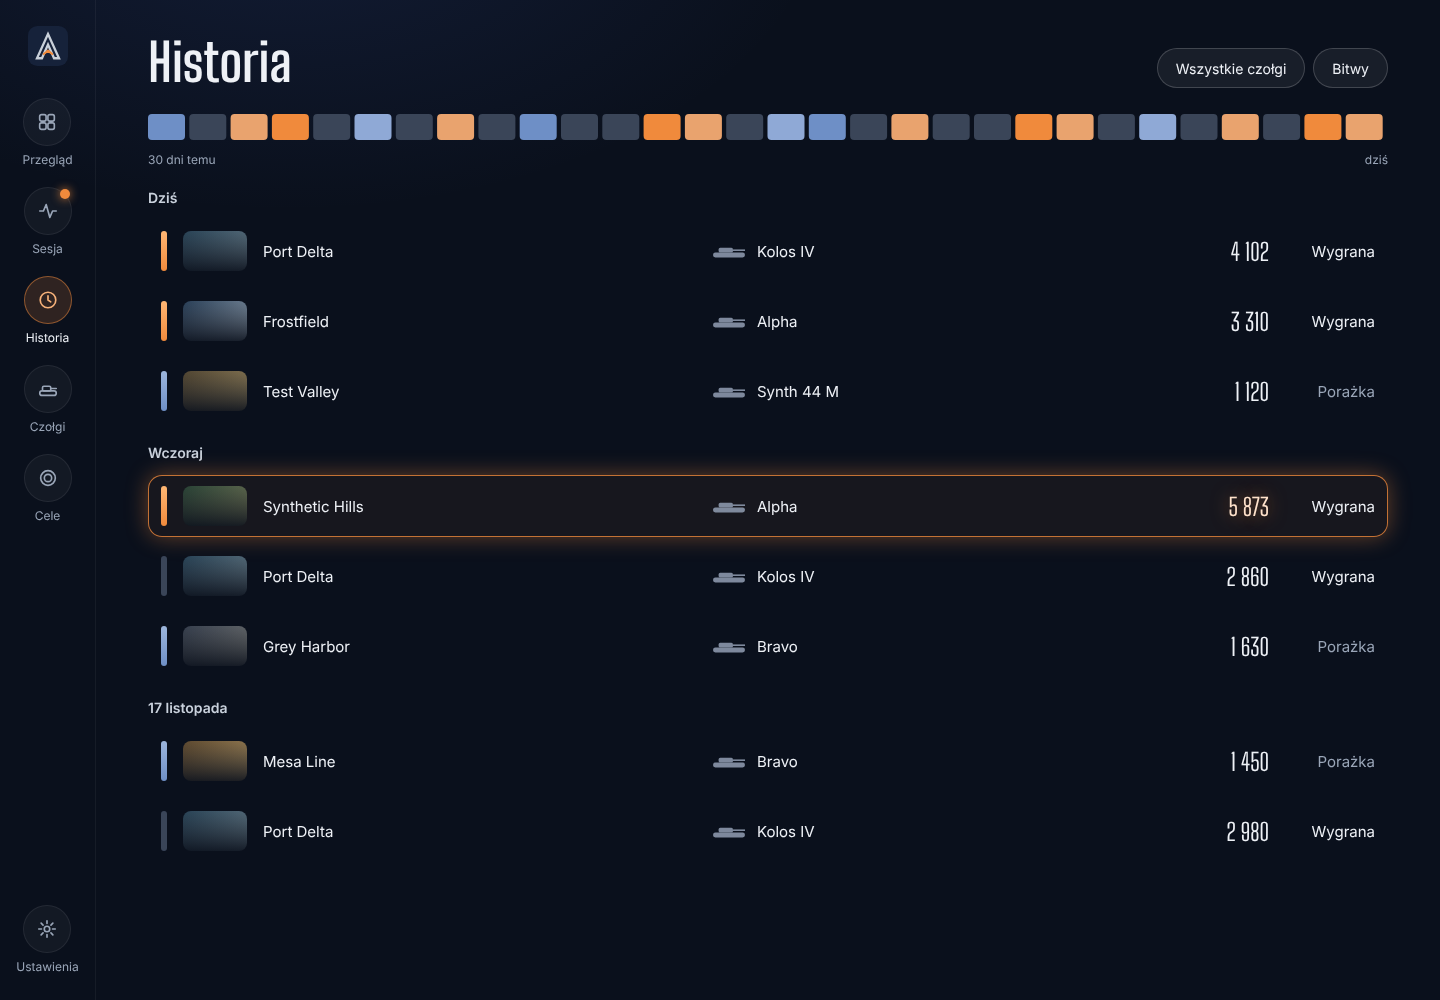 Historia
Wszystkie czołgi
Bitwy
30 dni temu
dziś
Przegląd
Sesja
Historia
Czołgi
Cele
Ustawienia
Dziś
Port Delta Kolos IV 4 102 Wygrana
Frostfield Alpha 3 310 Wygrana
Test Valley Synth 44 M 1 120 Porażka
Wczoraj
Synthetic Hills Alpha 5 873 Wygrana
Port Delta Kolos IV 2 860 Wygrana
Grey Harbor Bravo 1 630 Porażka
17 listopada
Mesa Line Bravo 1 450 Porażka
Port Delta Kolos IV 2 980 Wygrana